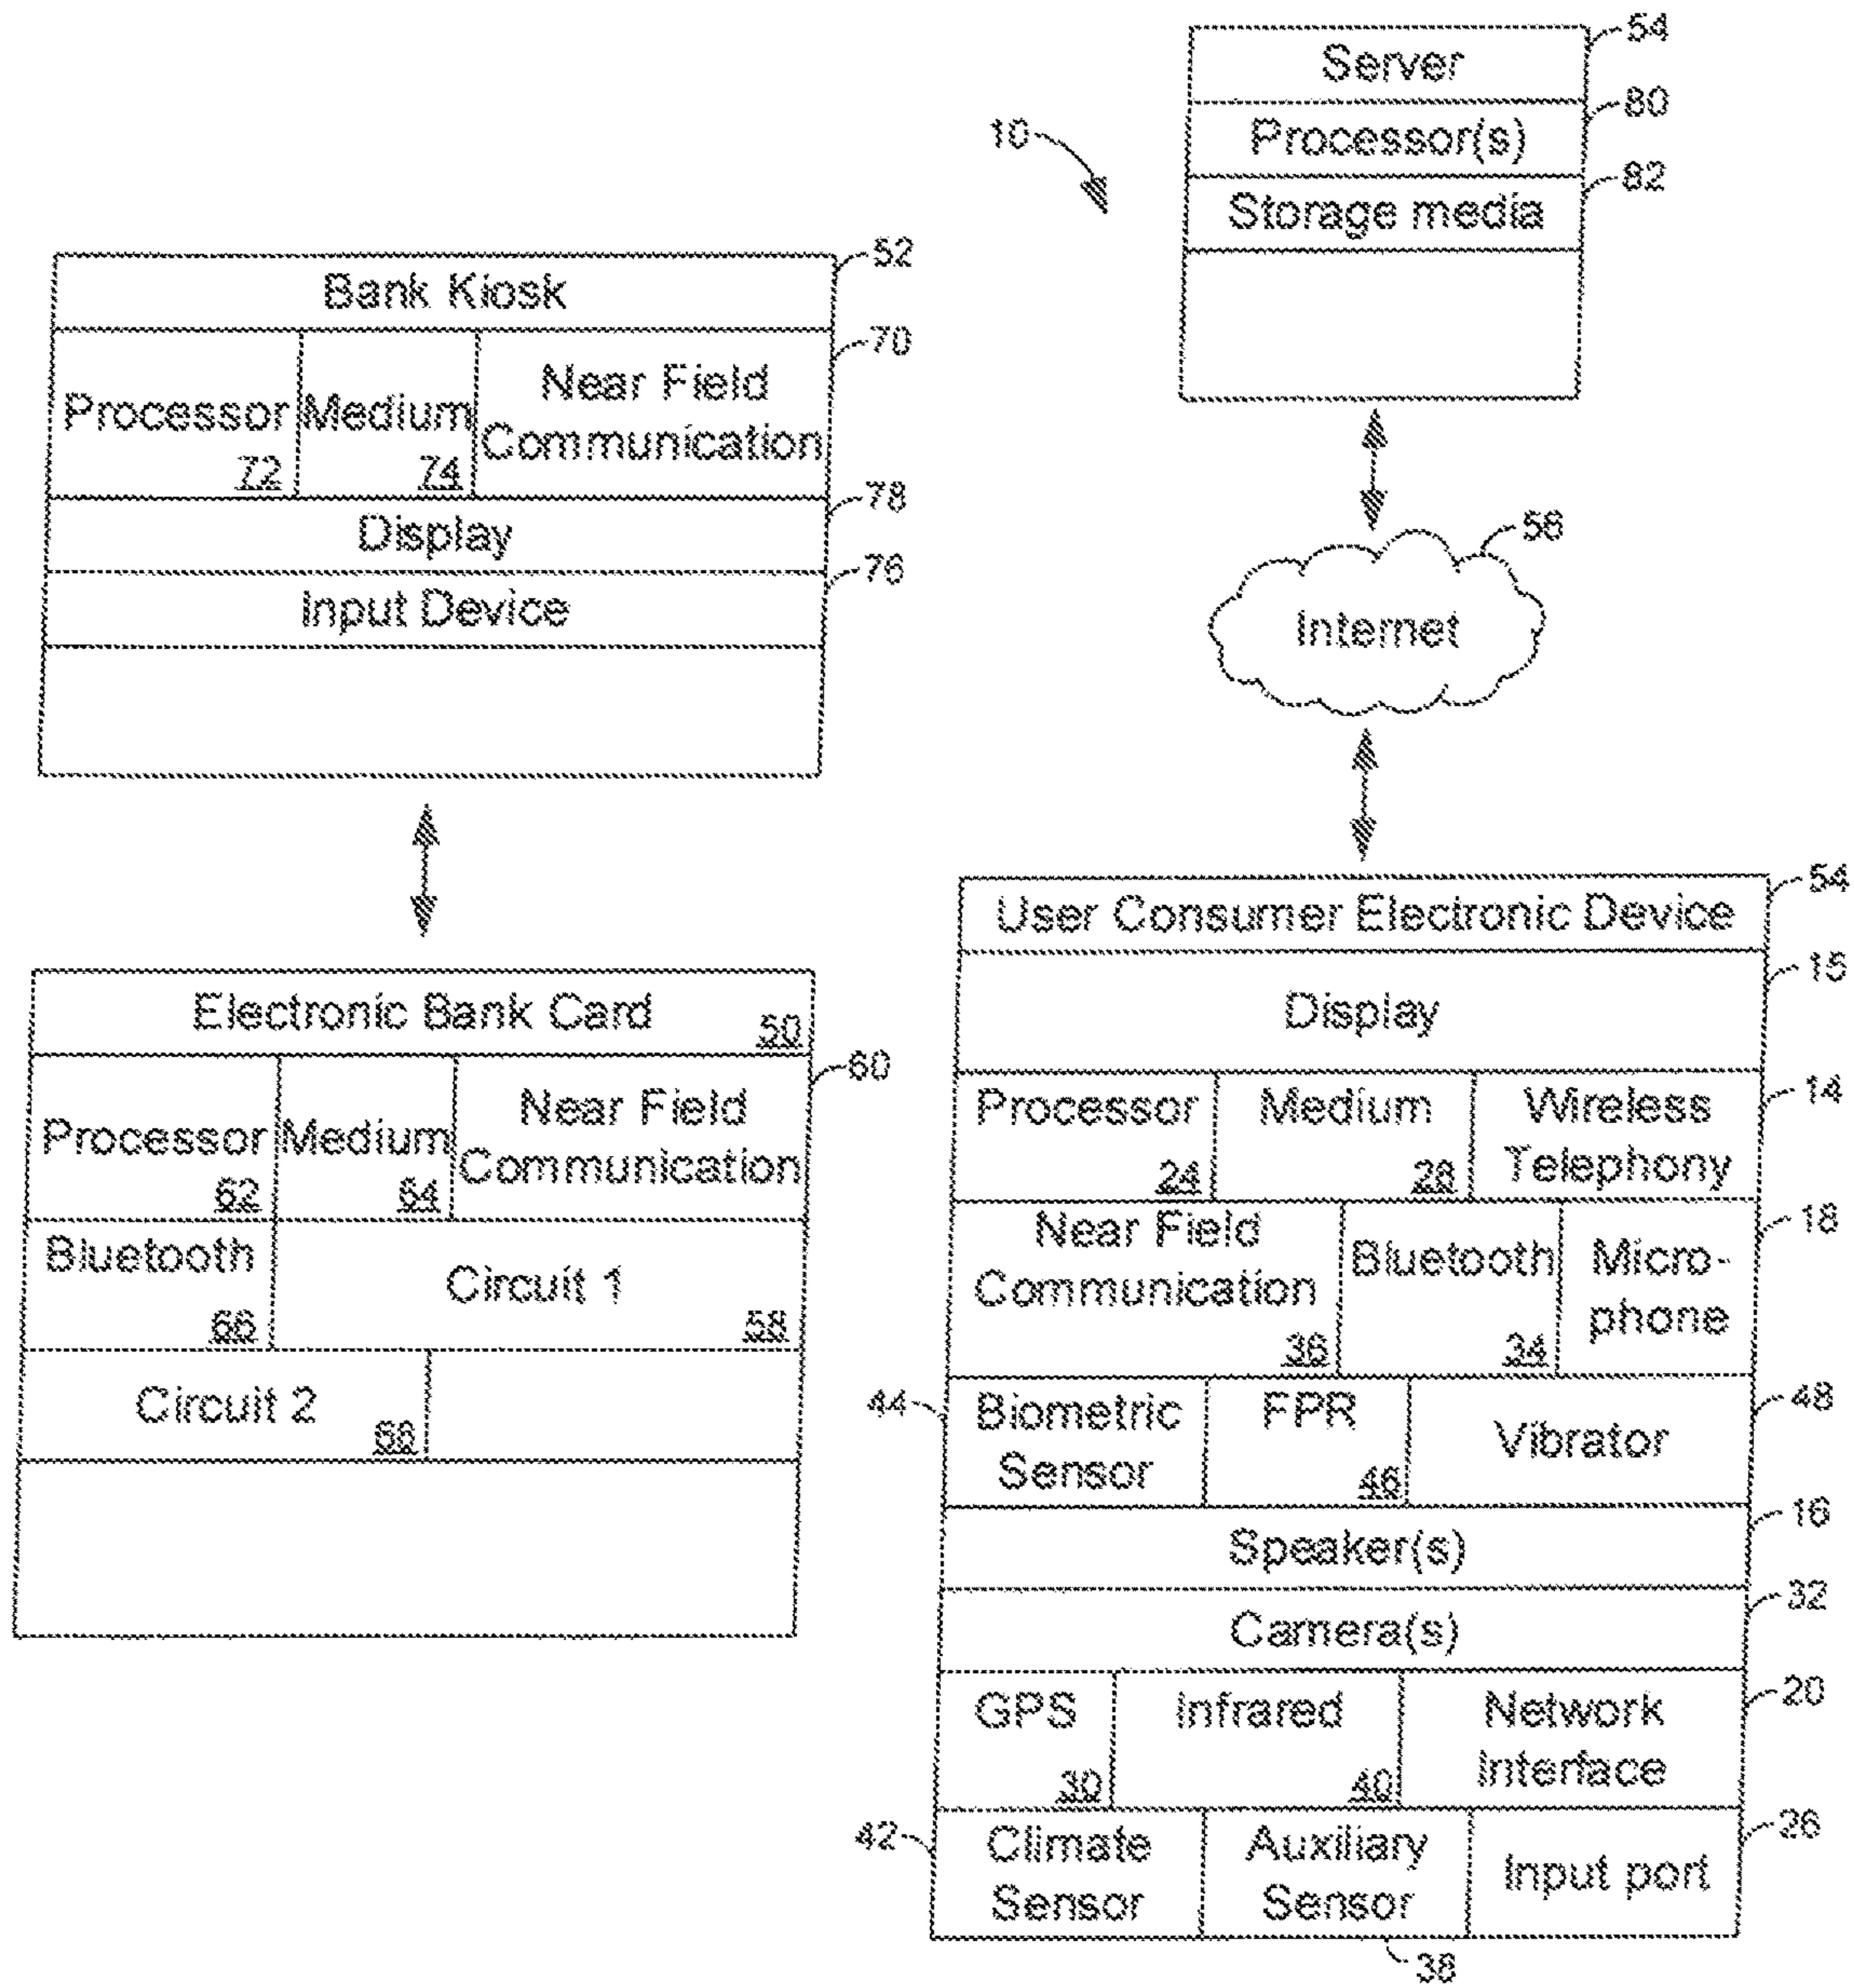 54
Server
80
Processor(s)
10
82
Storage media
52
Bank Kiosk
70
Near Field
Processor
Medium
Communication
72
74
78
Display
76
Input Device
56
Internet
54
User Consumer Electronic Device
15
Display
Electronic Bank Card
50
60
Near Field
Processor
Medium
Communication
62
64
Bluetooth
Circuit 1
66
58
Circuit 2
68
14
Processor
Medium
Wireless
Telephony
24
28
18
Near Field
Communication
Bluetooth
Micro-
phone
36
34
44
48
Biometric
Sensor
FPR
Vibrator
46
16
Speaker(s)
32
Camera(s)
20
GPS
Infrared
Network
Interface
30
40
42
26
Climate
Sensor
Auxiliary
Sensor
Input port
38